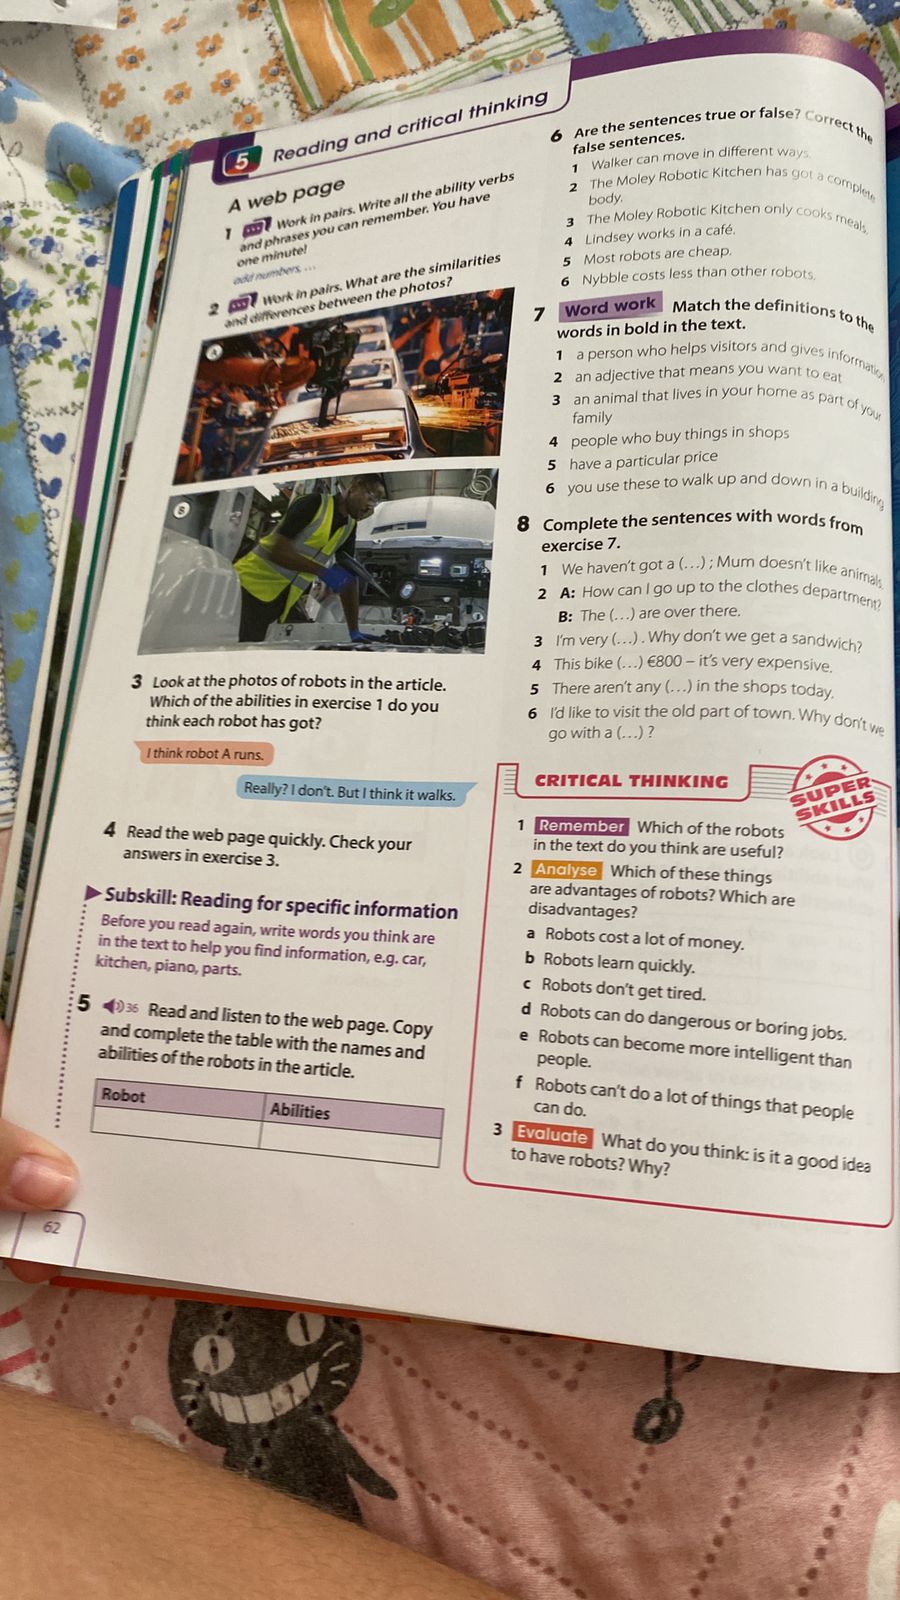 5 Reading and critical thinking
A web page
1 Work in pairs. Write all the ability verbs
and phrases you can remember. You have
one minute!
add numbers, …
2 Work in pairs. What are the similarities
and differences between the photos?
A
B
3 Look at the photos of robots in the article.
Which of the abilities in exercise 1 do you
think each robot has got?
I think robot A runs.
Really? I don't. But I think it walks.
4 Read the web page quickly. Check your
answers in exercise 3.
Subskill: Reading for specific information
Before you read again, write words you think are
in the text to help you find information, e.g. car,
kitchen, piano, parts.
5 36 Read and listen to the web page. Copy
and complete the table with the names and
abilities of the robots in the article.
Robot Abilities
62
6 Are the sentences true or false? Correct the
false sentences.
1 Walker can move in different ways.
2 The Moley Robotic Kitchen has got a complete
body.
3 The Moley Robotic Kitchen only cooks meals.
4 Lindsey works in a café.
5 Most robots are cheap.
6 Nybble costs less than other robots.
7 Word work Match the definitions to the
words in bold in the text.
1 a person who helps visitors and gives information
2 an adjective that means you want to eat
3 an animal that lives in your home as part of your
family
4 people who buy things in shops
5 have a particular price
6 you use these to walk up and down in a building
8 Complete the sentences with words from
exercise 7.
1 We haven't got a (…) ; Mum doesn't like animals.
2 A: How can I go up to the clothes department?
B: The (…) are over there.
3 I'm very (…) . Why don't we get a sandwich?
4 This bike (…) €800 – it's very expensive.
5 There aren't any (…) in the shops today.
6 I'd like to visit the old part of town. Why don't we
go with a (…) ?
CRITICAL THINKING
SUPER
SKILLS
1 Remember Which of the robots
in the text do you think are useful?
2 Analyse Which of these things
are advantages of robots? Which are
disadvantages?
a Robots cost a lot of money.
b Robots learn quickly.
c Robots don't get tired.
d Robots can do dangerous or boring jobs.
e Robots can become more intelligent than
people.
f Robots can't do a lot of things that people
can do.
3 Evaluate What do you think: is it a good idea
to have robots? Why?